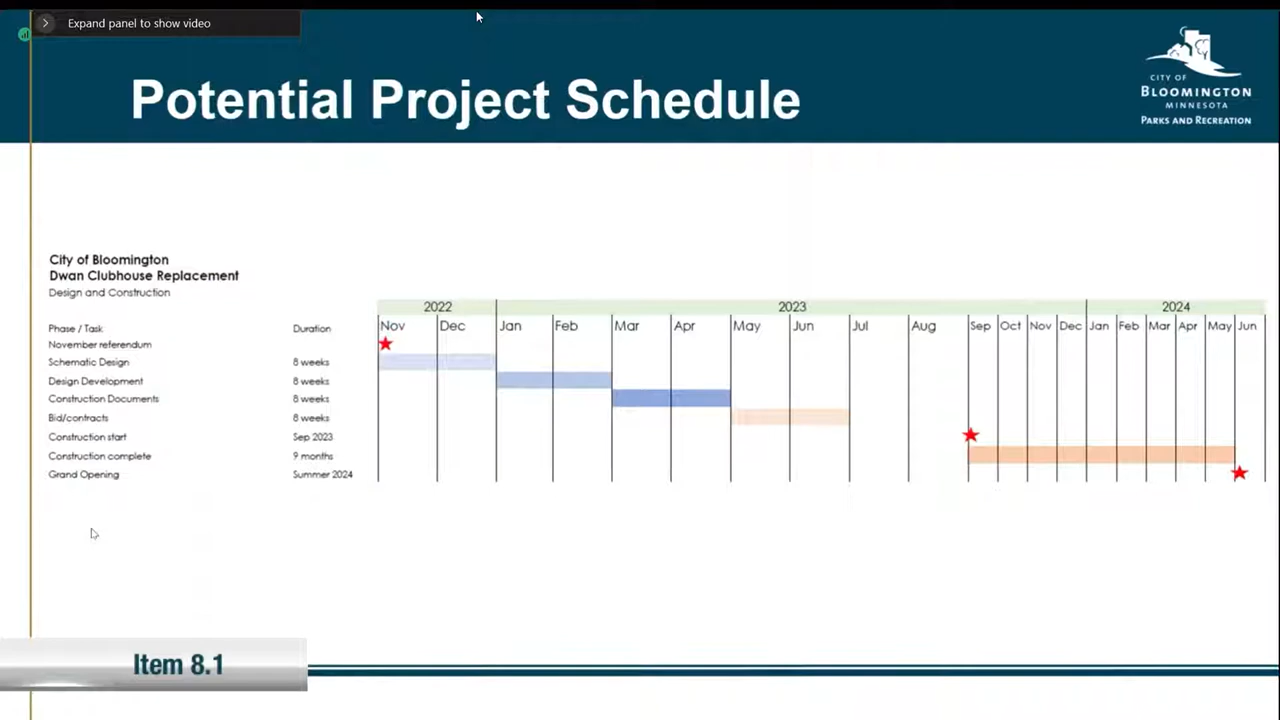 Expand panel to show video
Potential Project Schedule
CITY OF
BLOOMINGTON
MINNESOTA
PARKS AND RECREATION
City of Bloomington
Dwan Clubhouse Replacement
Design and Construction
2022 2023 2024
Phase / Task Duration Nov Dec Jan Feb Mar Apr May Jun Jul Aug Sep Oct Nov Dec Jan Feb Mar Apr May Jun
November referendum
Schematic Design 8 weeks
Design Development 8 weeks
Construction Documents 8 weeks
Bid/contracts 8 weeks
Construction start Sep 2023
Construction complete 9 months
Grand Opening Summer 2024
Item 8.1